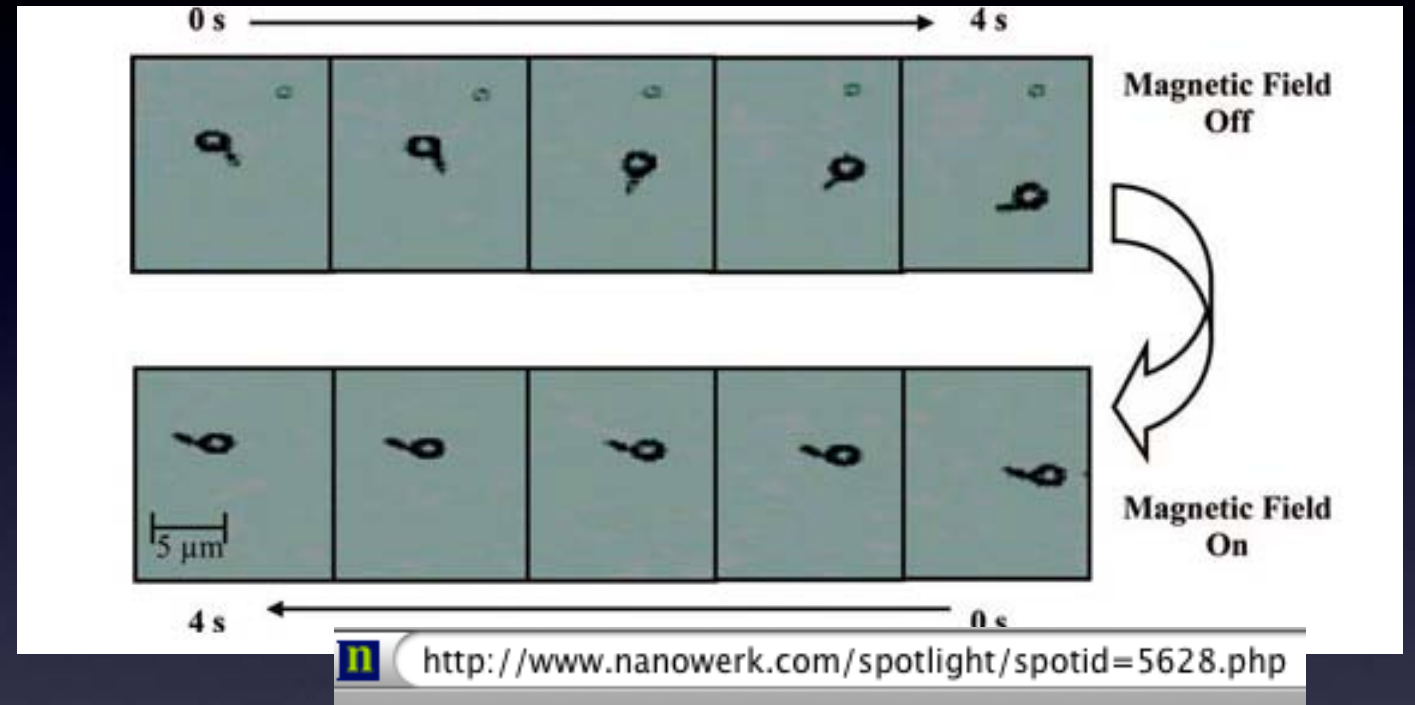 0 s
4 s
Magnetic Field
Off
5 μm
Magnetic Field
On
4 s
0 s
n
http://www.nanowerk.com/spotlight/spotid=5628.php